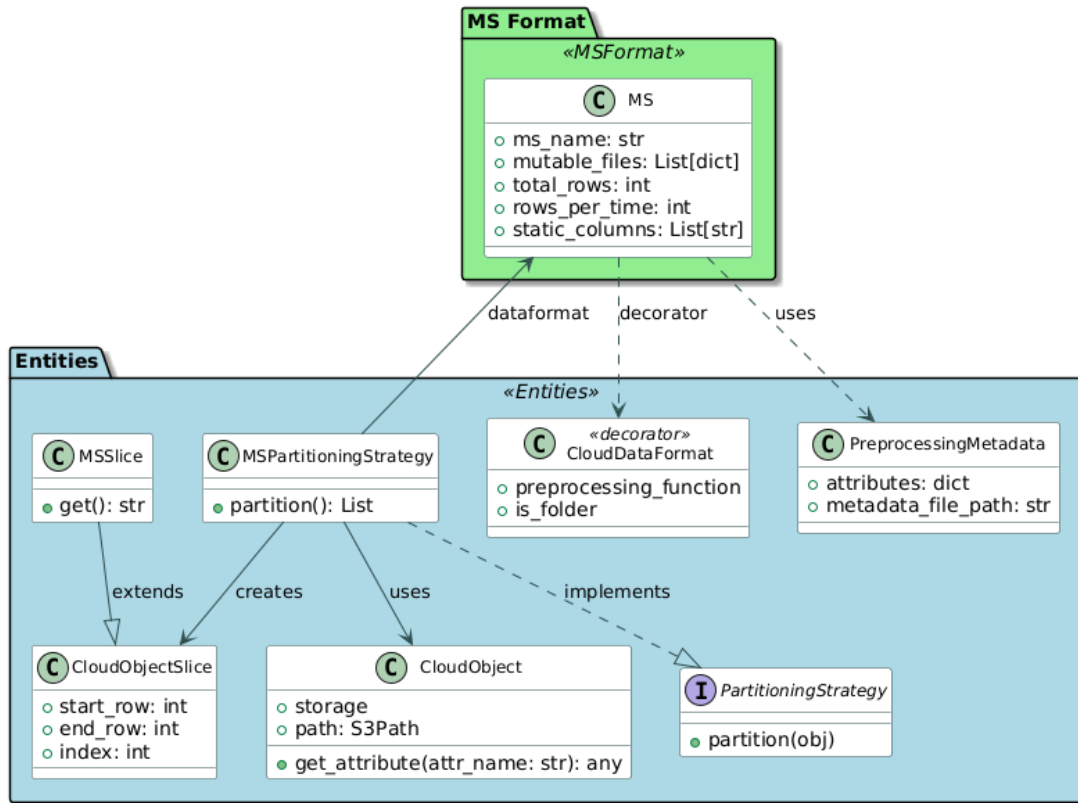 MS Format
«MSFormat»
C MS
ms_name: str
mutable_files: List[dict]
total_rows: int
rows_per_time: int
static_columns: List[str]
dataformat
decorator
uses
Entities
«Entities»
C MSSlice
get(): str
C MSPartitioningStrategy
partition(): List
C «decorator»
CloudDataFormat
preprocessing_function
is_folder
C PreprocessingMetadata
attributes: dict
metadata_file_path: str
extends
creates
uses
implements
C CloudObjectSlice
start_row: int
end_row: int
index: int
C CloudObject
storage
path: S3Path
get_attribute(attr_name: str): any
I PartitioningStrategy
partition(obj)